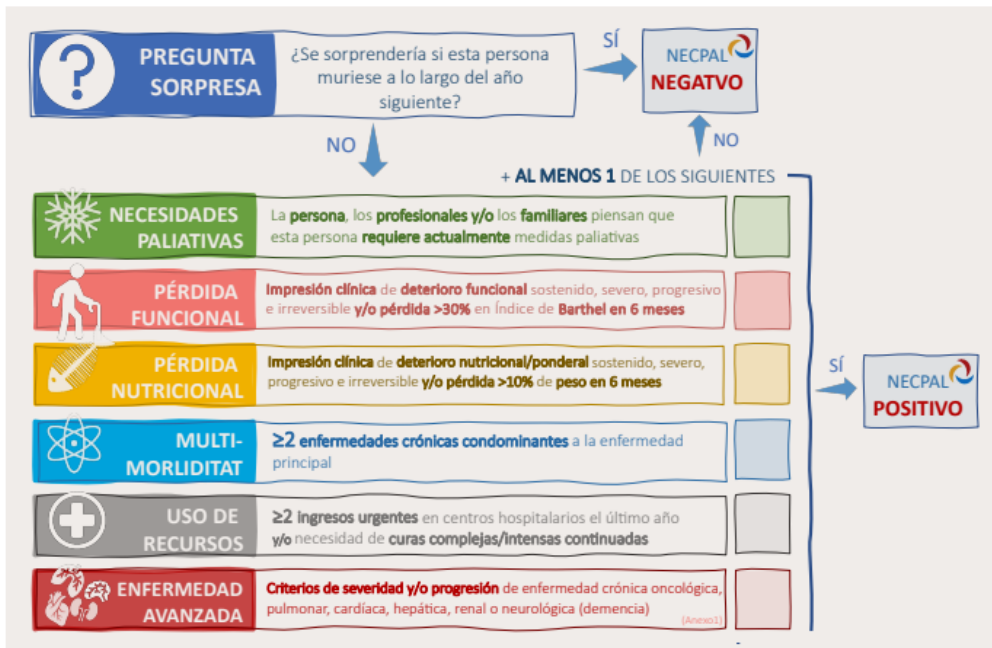 PREGUNTA
SORPRESA
¿Se sorprendería si esta persona
muriese a lo largo del año
siguiente?
SÍ
NECPAL
NEGATVO
NO
NO
+ AL MENOS 1 DE LOS SIGUIENTES
NECESIDADES
PALIATIVAS
La persona, los profesionales y/o los familiares piensan que
esta persona requiere actualmente medidas paliativas
PÉRDIDA
FUNCIONAL
Impresión clínica de deterioro funcional sostenido, severo, progresivo
e irreversible y/o pérdida >30% en Índice de Barthel en 6 meses
PÉRDIDA
NUTRICIONAL
Impresión clínica de deterioro nutricional/ponderal sostenido, severo,
progresivo e irreversible y/o pérdida >10% de peso en 6 meses
SÍ
NECPAL
POSITIVO
MULTI-
MORLIDITAT
≥2 enfermedades crónicas condominantes a la enfermedad
principal
USO DE
RECURSOS
≥2 ingresos urgentes en centros hospitalarios el último año
y/o necesidad de curas complejas/intensas continuadas
ENFERMEDAD
AVANZADA
Criterios de severidad y/o progresión de enfermedad crónica oncológica,
pulmonar, cardíaca, hepática, renal o neurológica (demencia)
(Anexo1)